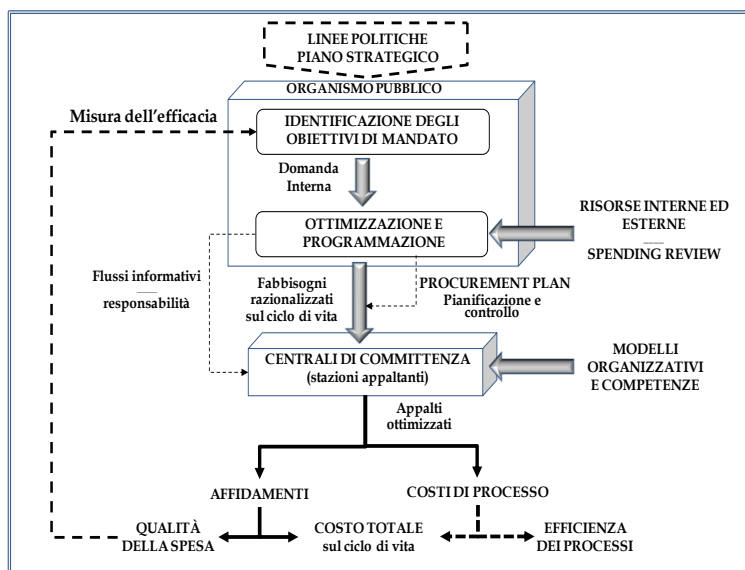 LINEE POLITICHE
PIANO STRATEGICO
ORGANISMO PUBBLICO
Misura dell'efficacia
IDENTIFICAZIONE DEGLI
OBIETTIVI DI MANDATO
Domanda
Interna
OTTIMIZZAZIONE E
PROGRAMMAZIONE
RISORSE INTERNE ED
ESTERNE
SPENDING REVIEW
Flussi informativi
responsabilità
Fabbisogni
razionalizzati
sul ciclo di vita
PROCUREMENT PLAN
Pianificazione e
controllo
CENTRALI DI COMMITTENZA
(stazioni appaltanti)
MODELLI
ORGANIZZATIVI
E COMPETENZE
Appalti
ottimizzati
AFFIDAMENTI
COSTI DI PROCESSO
QUALITÀ
DELLA SPESA
COSTO TOTALE
sul ciclo di vita
EFFICIENZA
DEI PROCESSI